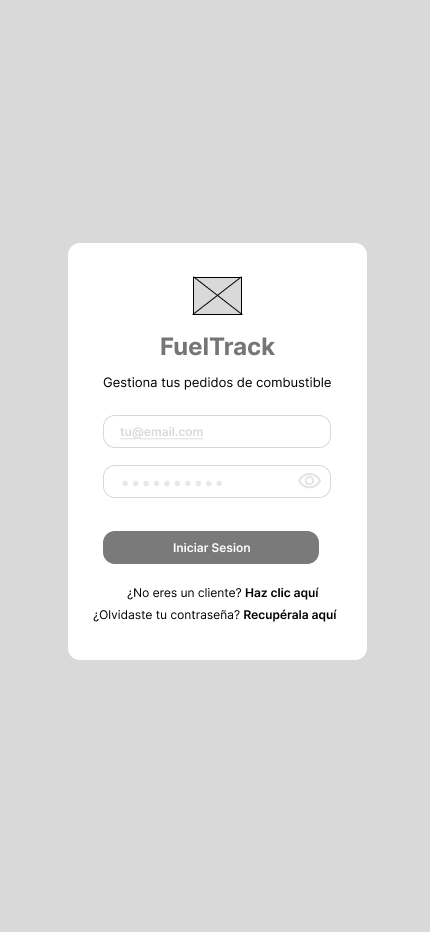 FuelTrack
Gestiona tus pedidos de combustible
tu@email.com
Iniciar Sesion
¿No eres un cliente? Haz clic aquí
¿Olvidaste tu contraseña? Recupérala aquí